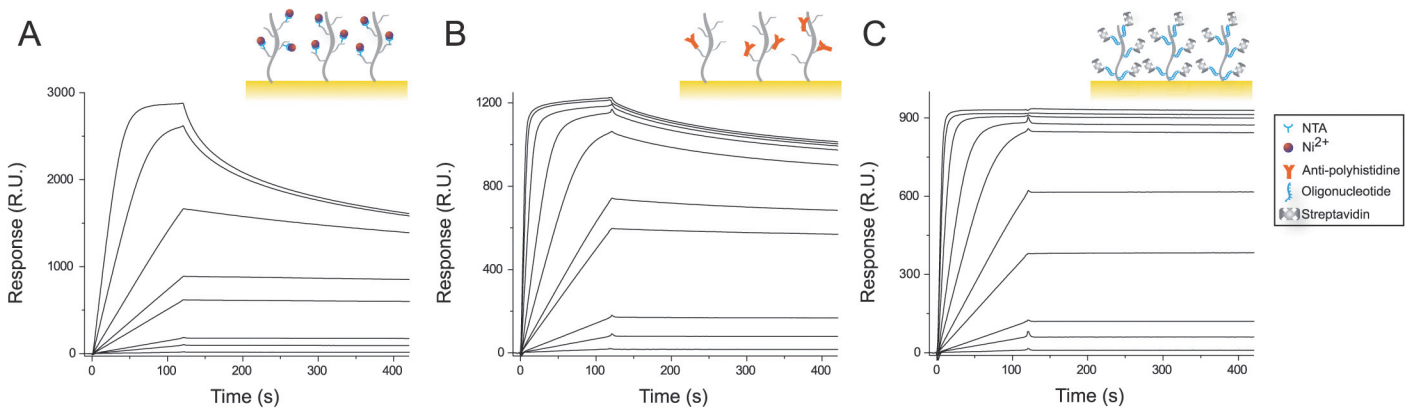 A
Response (R.U.)
3000
2000
1000
0
0 100 200 300 400
Time (s)
B
Response (R.U.)
1200
800
400
0
0 100 200 300 400
Time (s)
C
Response (R.U.)
900
600
300
0
0 100 200 300 400
Time (s)
NTA
Ni2+
Anti-polyhistidine
Oligonucleotide
Streptavidin